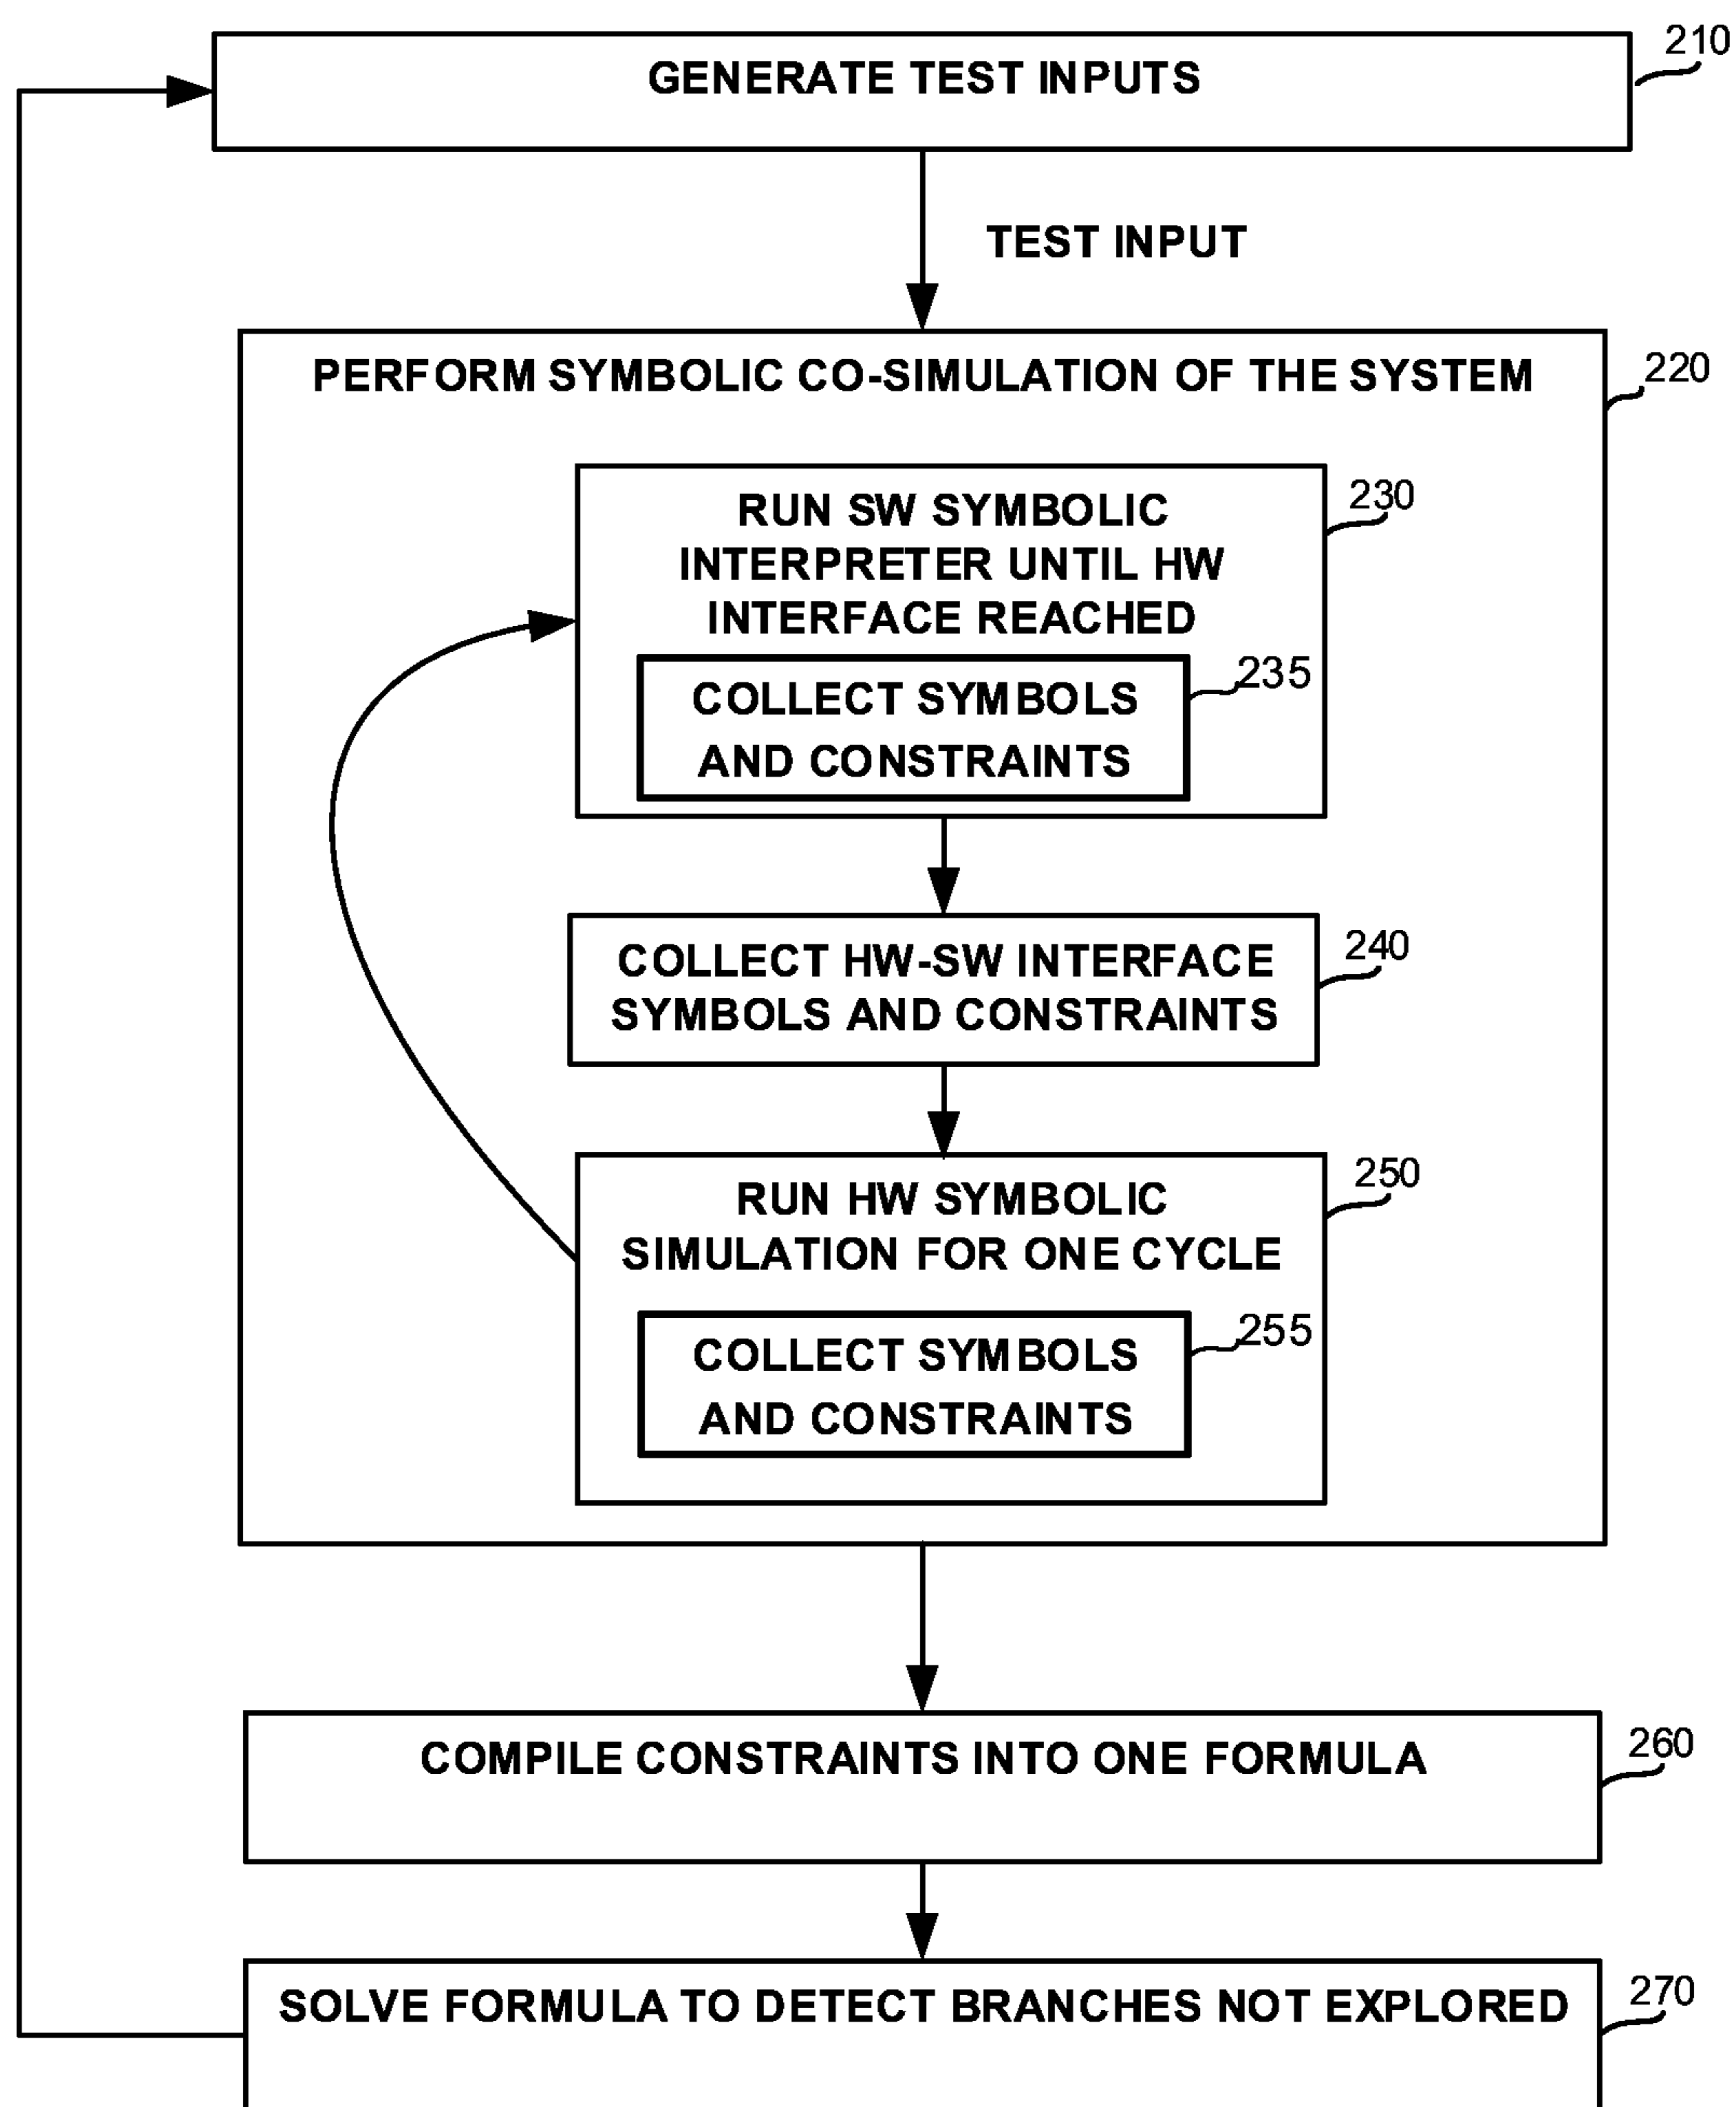 210
GENERATE TEST INPUTS
TEST INPUT
PERFORM SYMBOLIC CO-SIMULATION OF THE SYSTEM
220
RUN SW SYMBOLIC
INTERPRETER UNTIL HW
INTERFACE REACHED
230
COLLECT SYMBOLS
AND CONSTRAINTS
235
COLLECT HW-SW INTERFACE
SYMBOLS AND CONSTRAINTS
240
RUN HW SYMBOLIC
SIMULATION FOR ONE CYCLE
250
COLLECT SYMBOLS
AND CONSTRAINTS
255
COMPILE CONSTRAINTS INTO ONE FORMULA
260
SOLVE FORMULA TO DETECT BRANCHES NOT EXPLORED
270